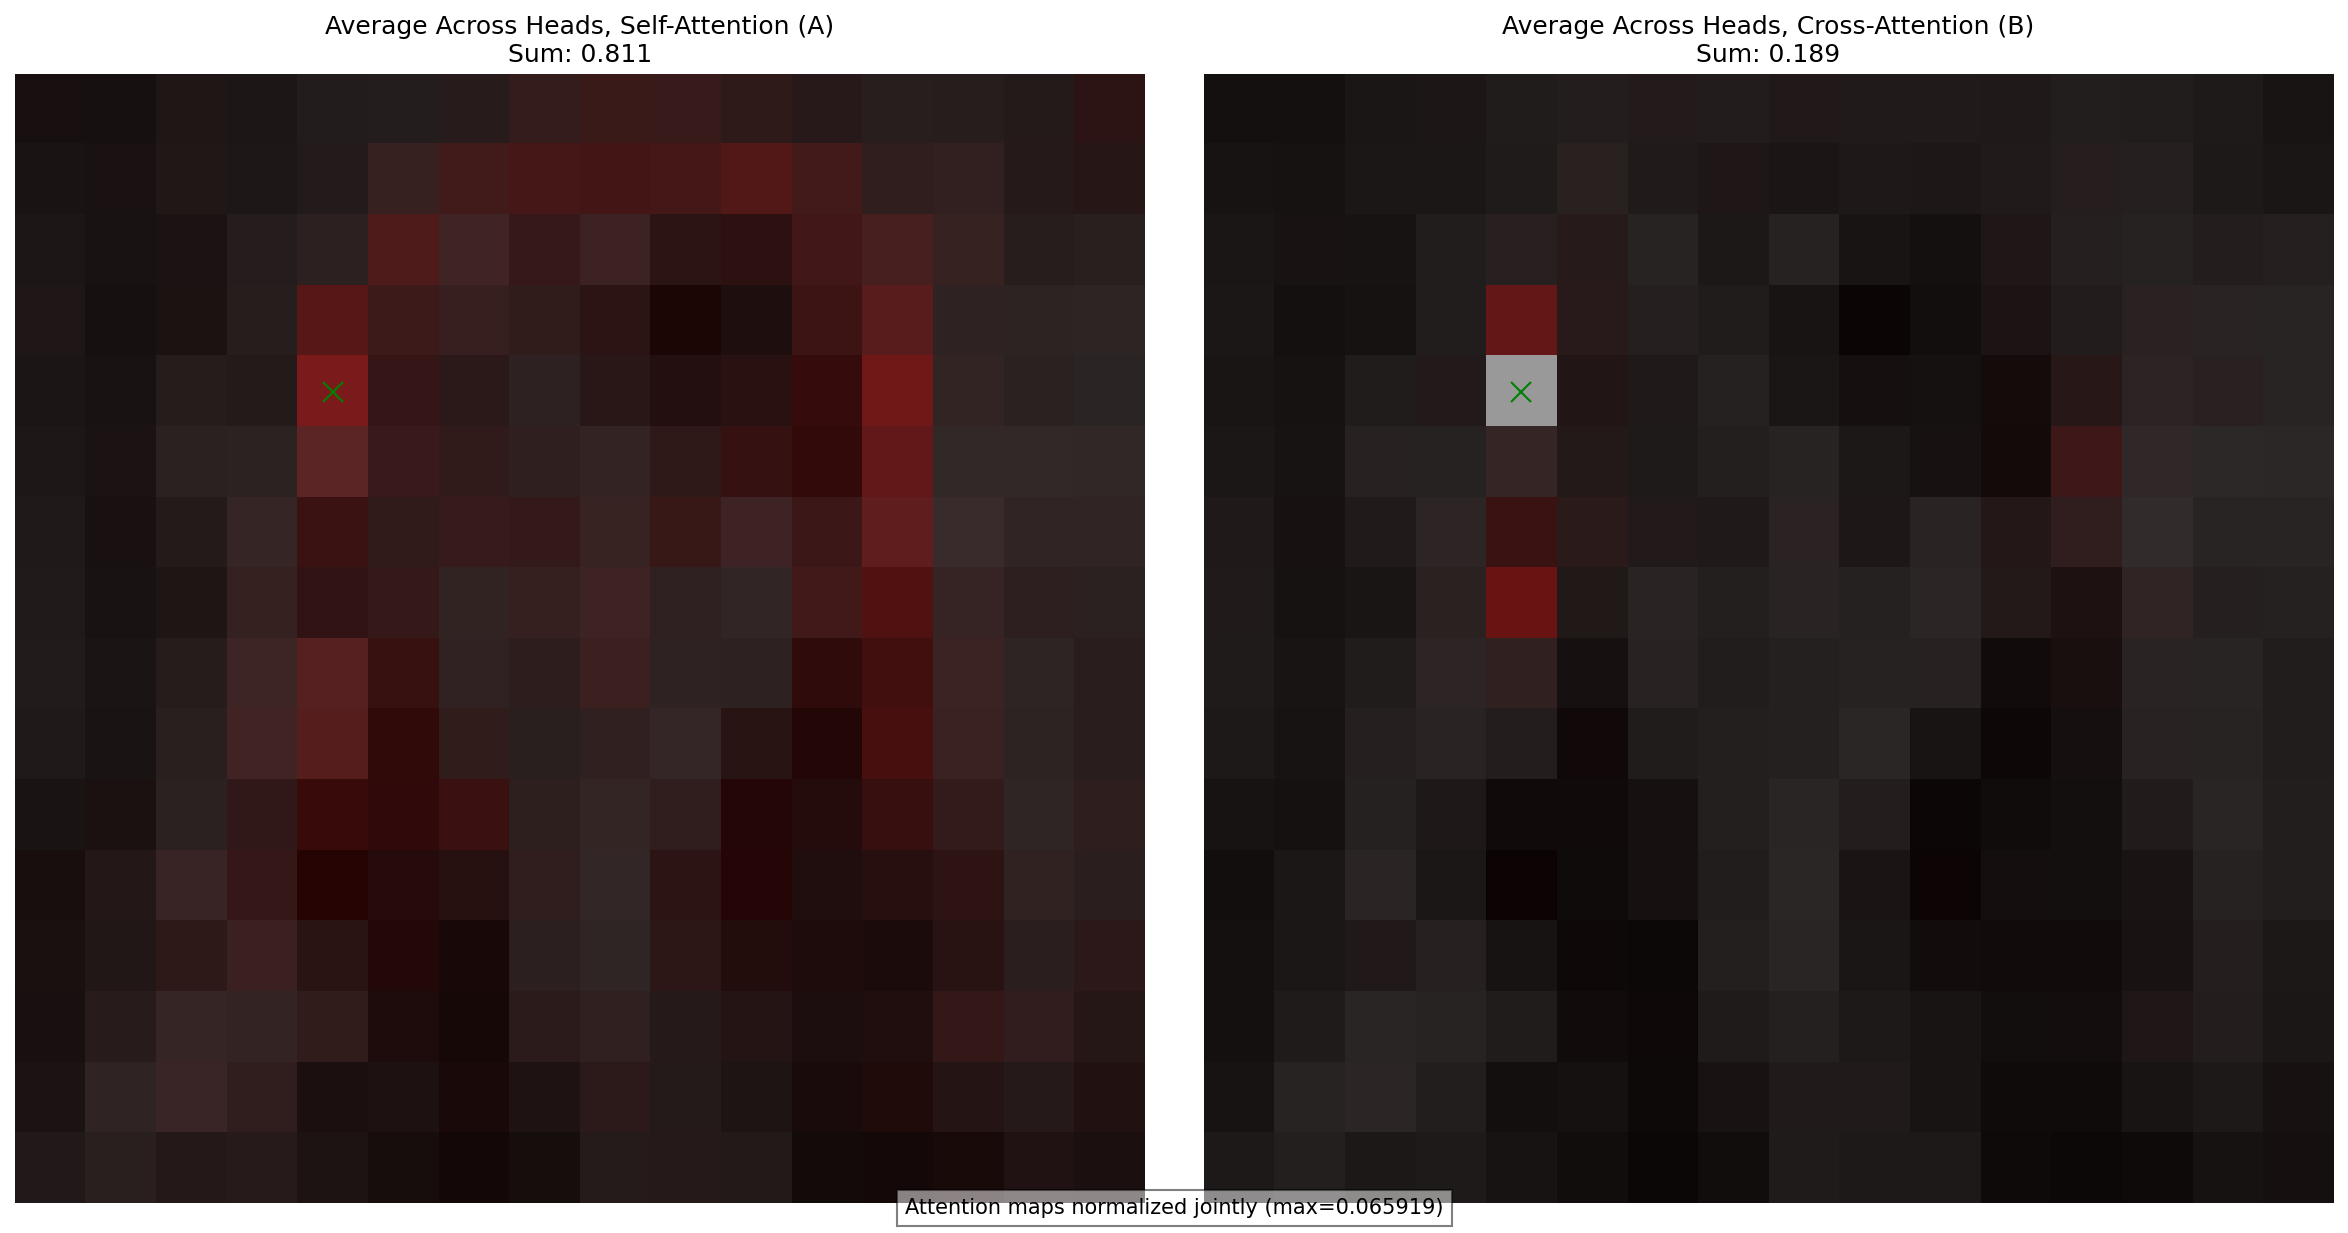 Average Across Heads, Self-Attention (A)
Sum: 0.811
Average Across Heads, Cross-Attention (B)
Sum: 0.189
Attention maps normalized jointly (max=0.065919)